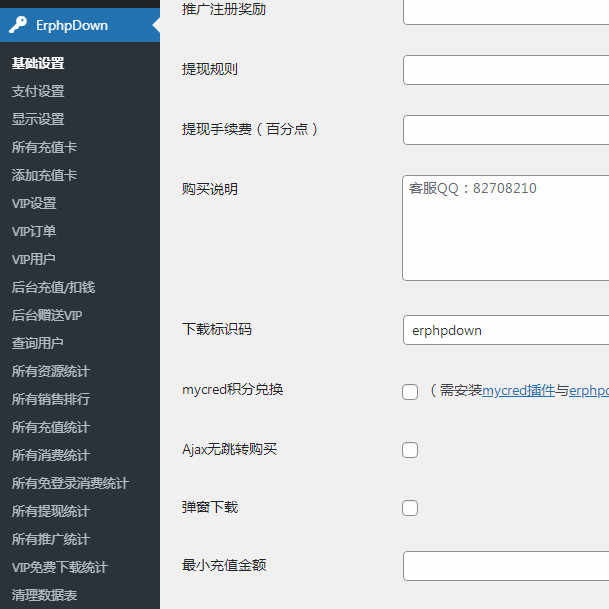 ErphpDown
基础设置
支付设置
显示设置
所有充值卡
添加充值卡
VIP设置
VIP订单
VIP用户
后台充值/扣钱
后台赠送VIP
查询用户
所有资源统计
所有销售排行
所有充值统计
所有消费统计
所有免登录消费统计
所有提现统计
所有推广统计
VIP免费下载统计
清理数据表
推广注册奖励
提现规则
提现手续费（百分点）
购买说明
客服QQ：82708210
下载标识码
erphpdown
mycred积分兑换
（需安装mycred插件与erphpd
Ajax无跳转购买
弹窗下载
最小充值金额